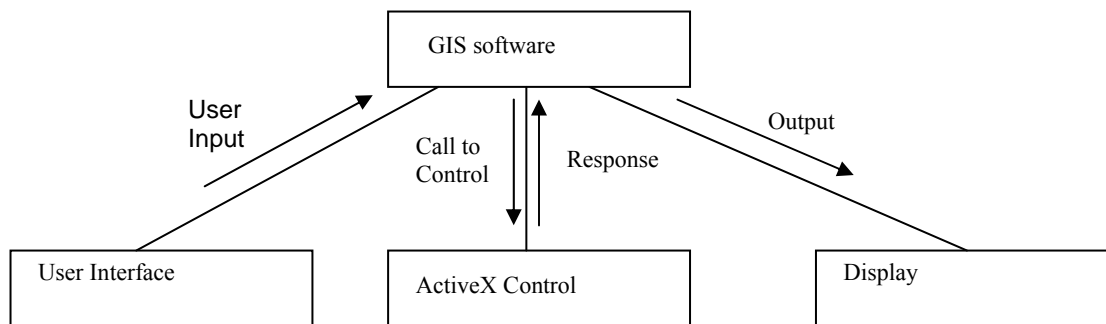 GIS software
User
Input
Call to
Control
Response
Output
User Interface
ActiveX Control
Display